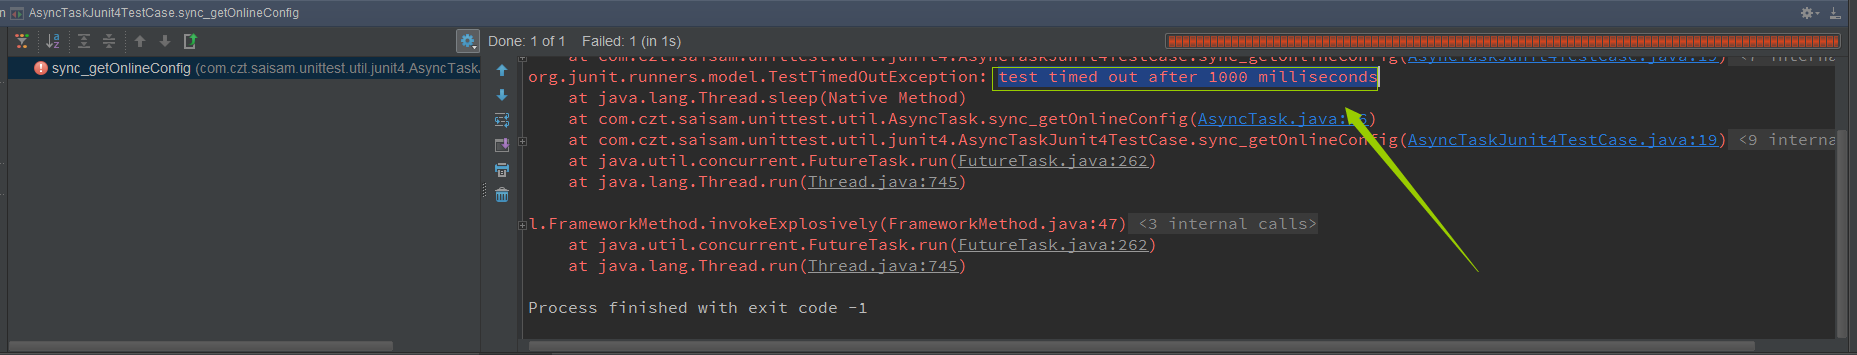 n AsyncTaskJunit4TestCase.sync_getOnlineConfig
Done: 1 of 1 Failed: 1 (in 1s)
sync_getOnlineConfig (com.czt.saisam.unittest.util.junit4.AsyncTask
at com.czt.saisam.unittest.util.junit4.AsyncTaskJunit4TestCase.sync_getOnlineConfig(AsyncTaskJunit4TestCase.java:19) <7 interna
org.junit.runners.model.TestTimedOutException: test timed out after 1000 milliseconds
at java.lang.Thread.sleep(Native Method)
at com.czt.saisam.unittest.util.AsyncTask.sync_getOnlineConfig(AsyncTask.java: 6)
at com.czt.saisam.unittest.util.junit4.AsyncTaskJunit4TestCase.sync_getOnlineConfig(AsyncTaskJunit4TestCase.java:19) <9 interna
at java.util.concurrent.FutureTask.run(FutureTask.java:262)
at java.lang.Thread.run(Thread.java:745)
l.FrameworkMethod.invokeExplosively(FrameworkMethod.java:47) <3 internal calls>
at java.util.concurrent.FutureTask.run(FutureTask.java:262)
at java.lang.Thread.run(Thread.java:745)
Process finished with exit code -1